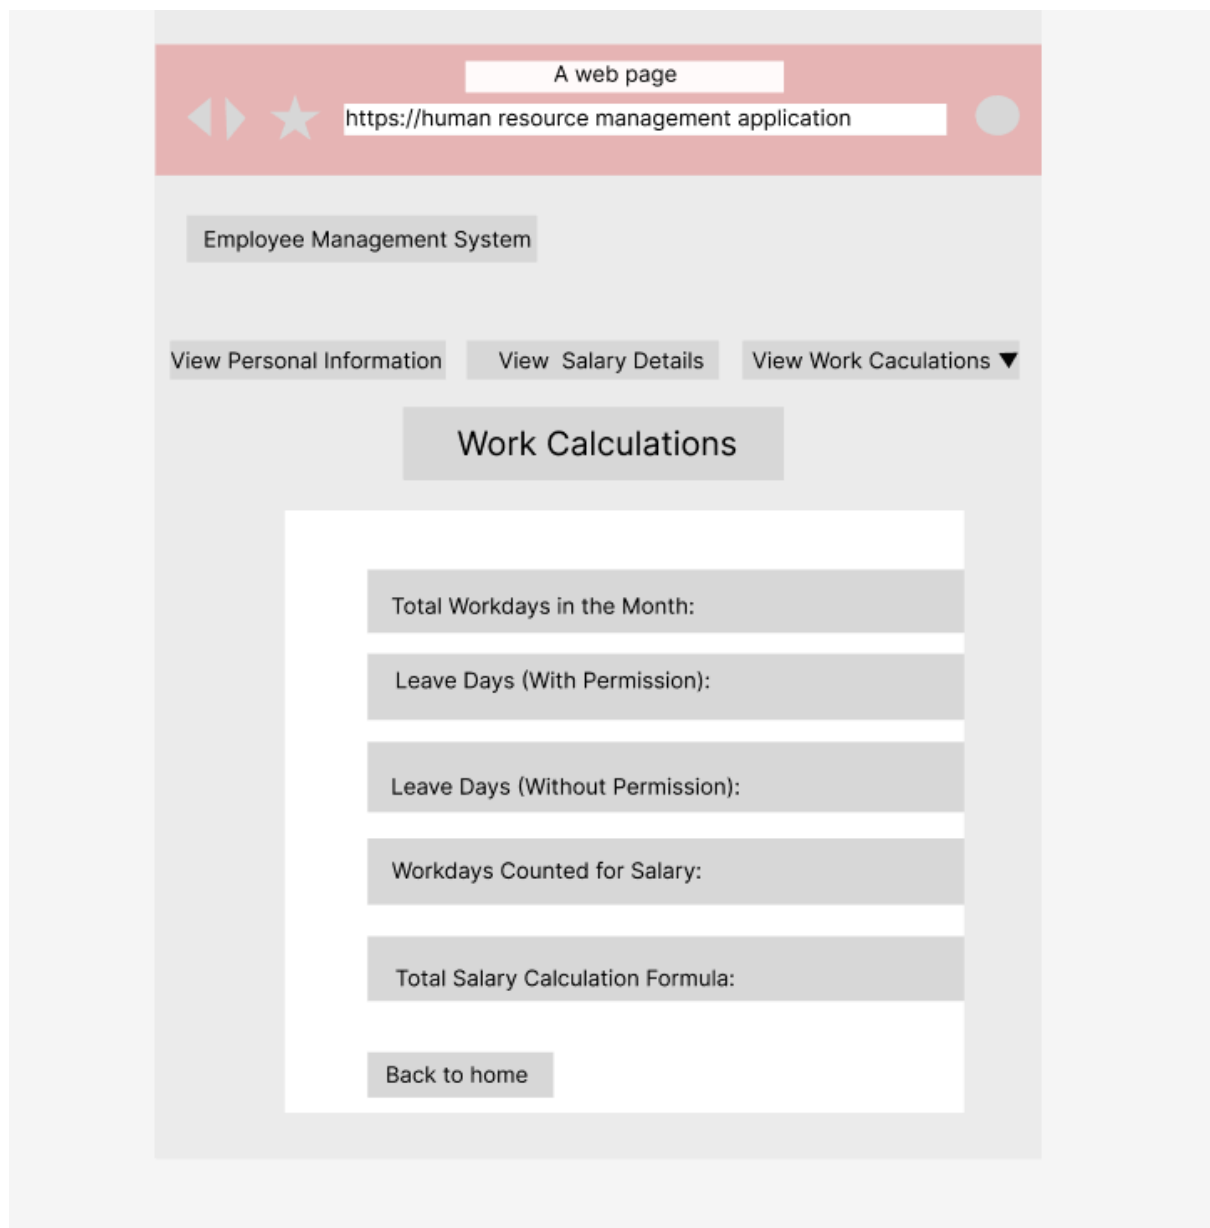 A web page
https://human resource management application
Employee Management System
View Personal Information
View Salary Details
View Work Caculations ▼
Work Calculations
Total Workdays in the Month:
Leave Days (With Permission):
Leave Days (Without Permission):
Workdays Counted for Salary:
Total Salary Calculation Formula:
Back to home